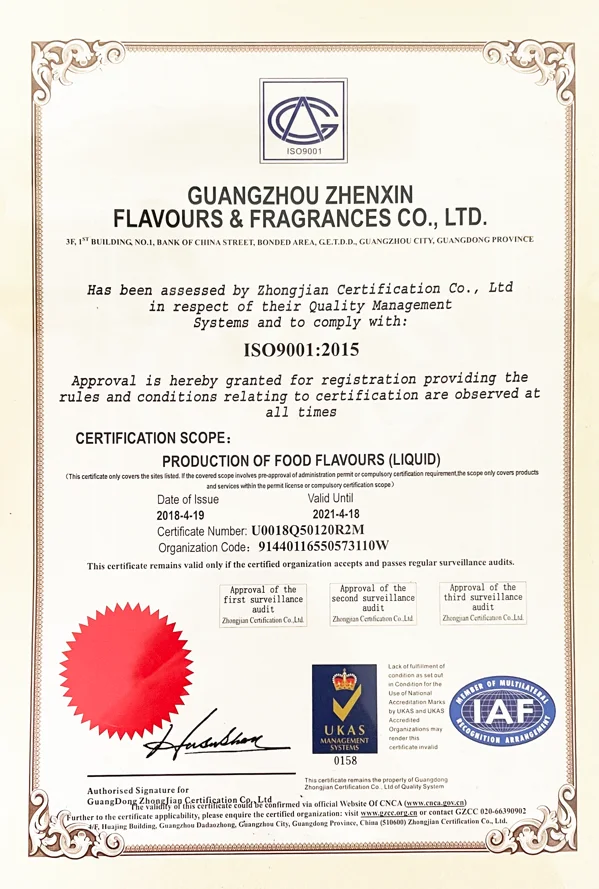 CAG
ISO9001
GUANGZHOU ZHENXIN
FLAVOURS & FRAGRANCES CO., LTD.
3F, 1ST BUILDING, NO.1, BANK OF CHINA STREET, BONDED AREA, G.E.T.D.D., GUANGZHOU CITY, GUANGDONG PROVINCE
Has been assessed by Zhongjian Certification Co., Ltd
in respect of their Quality Management
Systems and to comply with:
ISO9001:2015
Approval is hereby granted for registration providing the
rules and conditions relating to certification are observed at
all times
CERTIFICATION SCOPE:
PRODUCTION OF FOOD FLAVOURS (LIQUID)
(This certificate only covers the sites listed. If the covered scope involves pre-approval of administration permit or compulsory certification requirement,the scope only covers products
and services within the permit license or compulsory certification scope.)
Date of Issue Valid Until
2018-4-19 2021-4-18
Certificate Number: U0018Q50120R2M
Organization Code: 91440116550573110W
This certificate remains valid only if the certified organization accepts and passes regular surveillance audits.
Approval of the
first surveillance
audit
Zhongjian Certification Co.,Ltd.
Approval of the
second surveillance
audit
Zhongjian Certification Co.,Ltd.
Approval of the
third surveillance
audit
Zhongjian Certification Co.,Ltd.
UKAS
MANAGEMENT
SYSTEMS
0158
Lack of fulfillment of
condition as set out
in Condition for the
Use of National
Accreditation Marks
by UKAS and UKAS
Accredited
Organizations may
render this
certificate invalid
MEMBER OF MULTILATERAL
IAF
RECOGNITION ARRANGEMENT
This certificate remains the property of Guangdong
Zhongjian Certification Co., Ltd of Quality System
Authorised Signature for
GuangDong ZhongJian Certification Co., Ltd
The validity of this certificate could be confirmed via official Website Of CNCA (www.cnca.gov.cn)
Further to the certificate applicability, please enquire the certified organization: visit www.gzcc.org.cn or contact GZCC 020-66390902
4/F, Huajing Building, Guangzhou Dadaozhong, Guangzhou City, Guangdong Province, China (510600) Zhongjian Certification Co., Ltd.